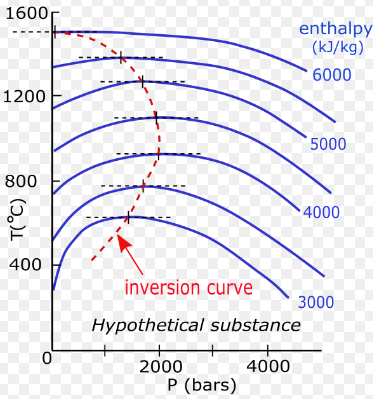 1600
enthalpy
(kJ/kg)
6000
1200
5000
800
T(°C)
4000
400
inversion curve
3000
Hypothetical substance
0
2000
4000
P (bars)